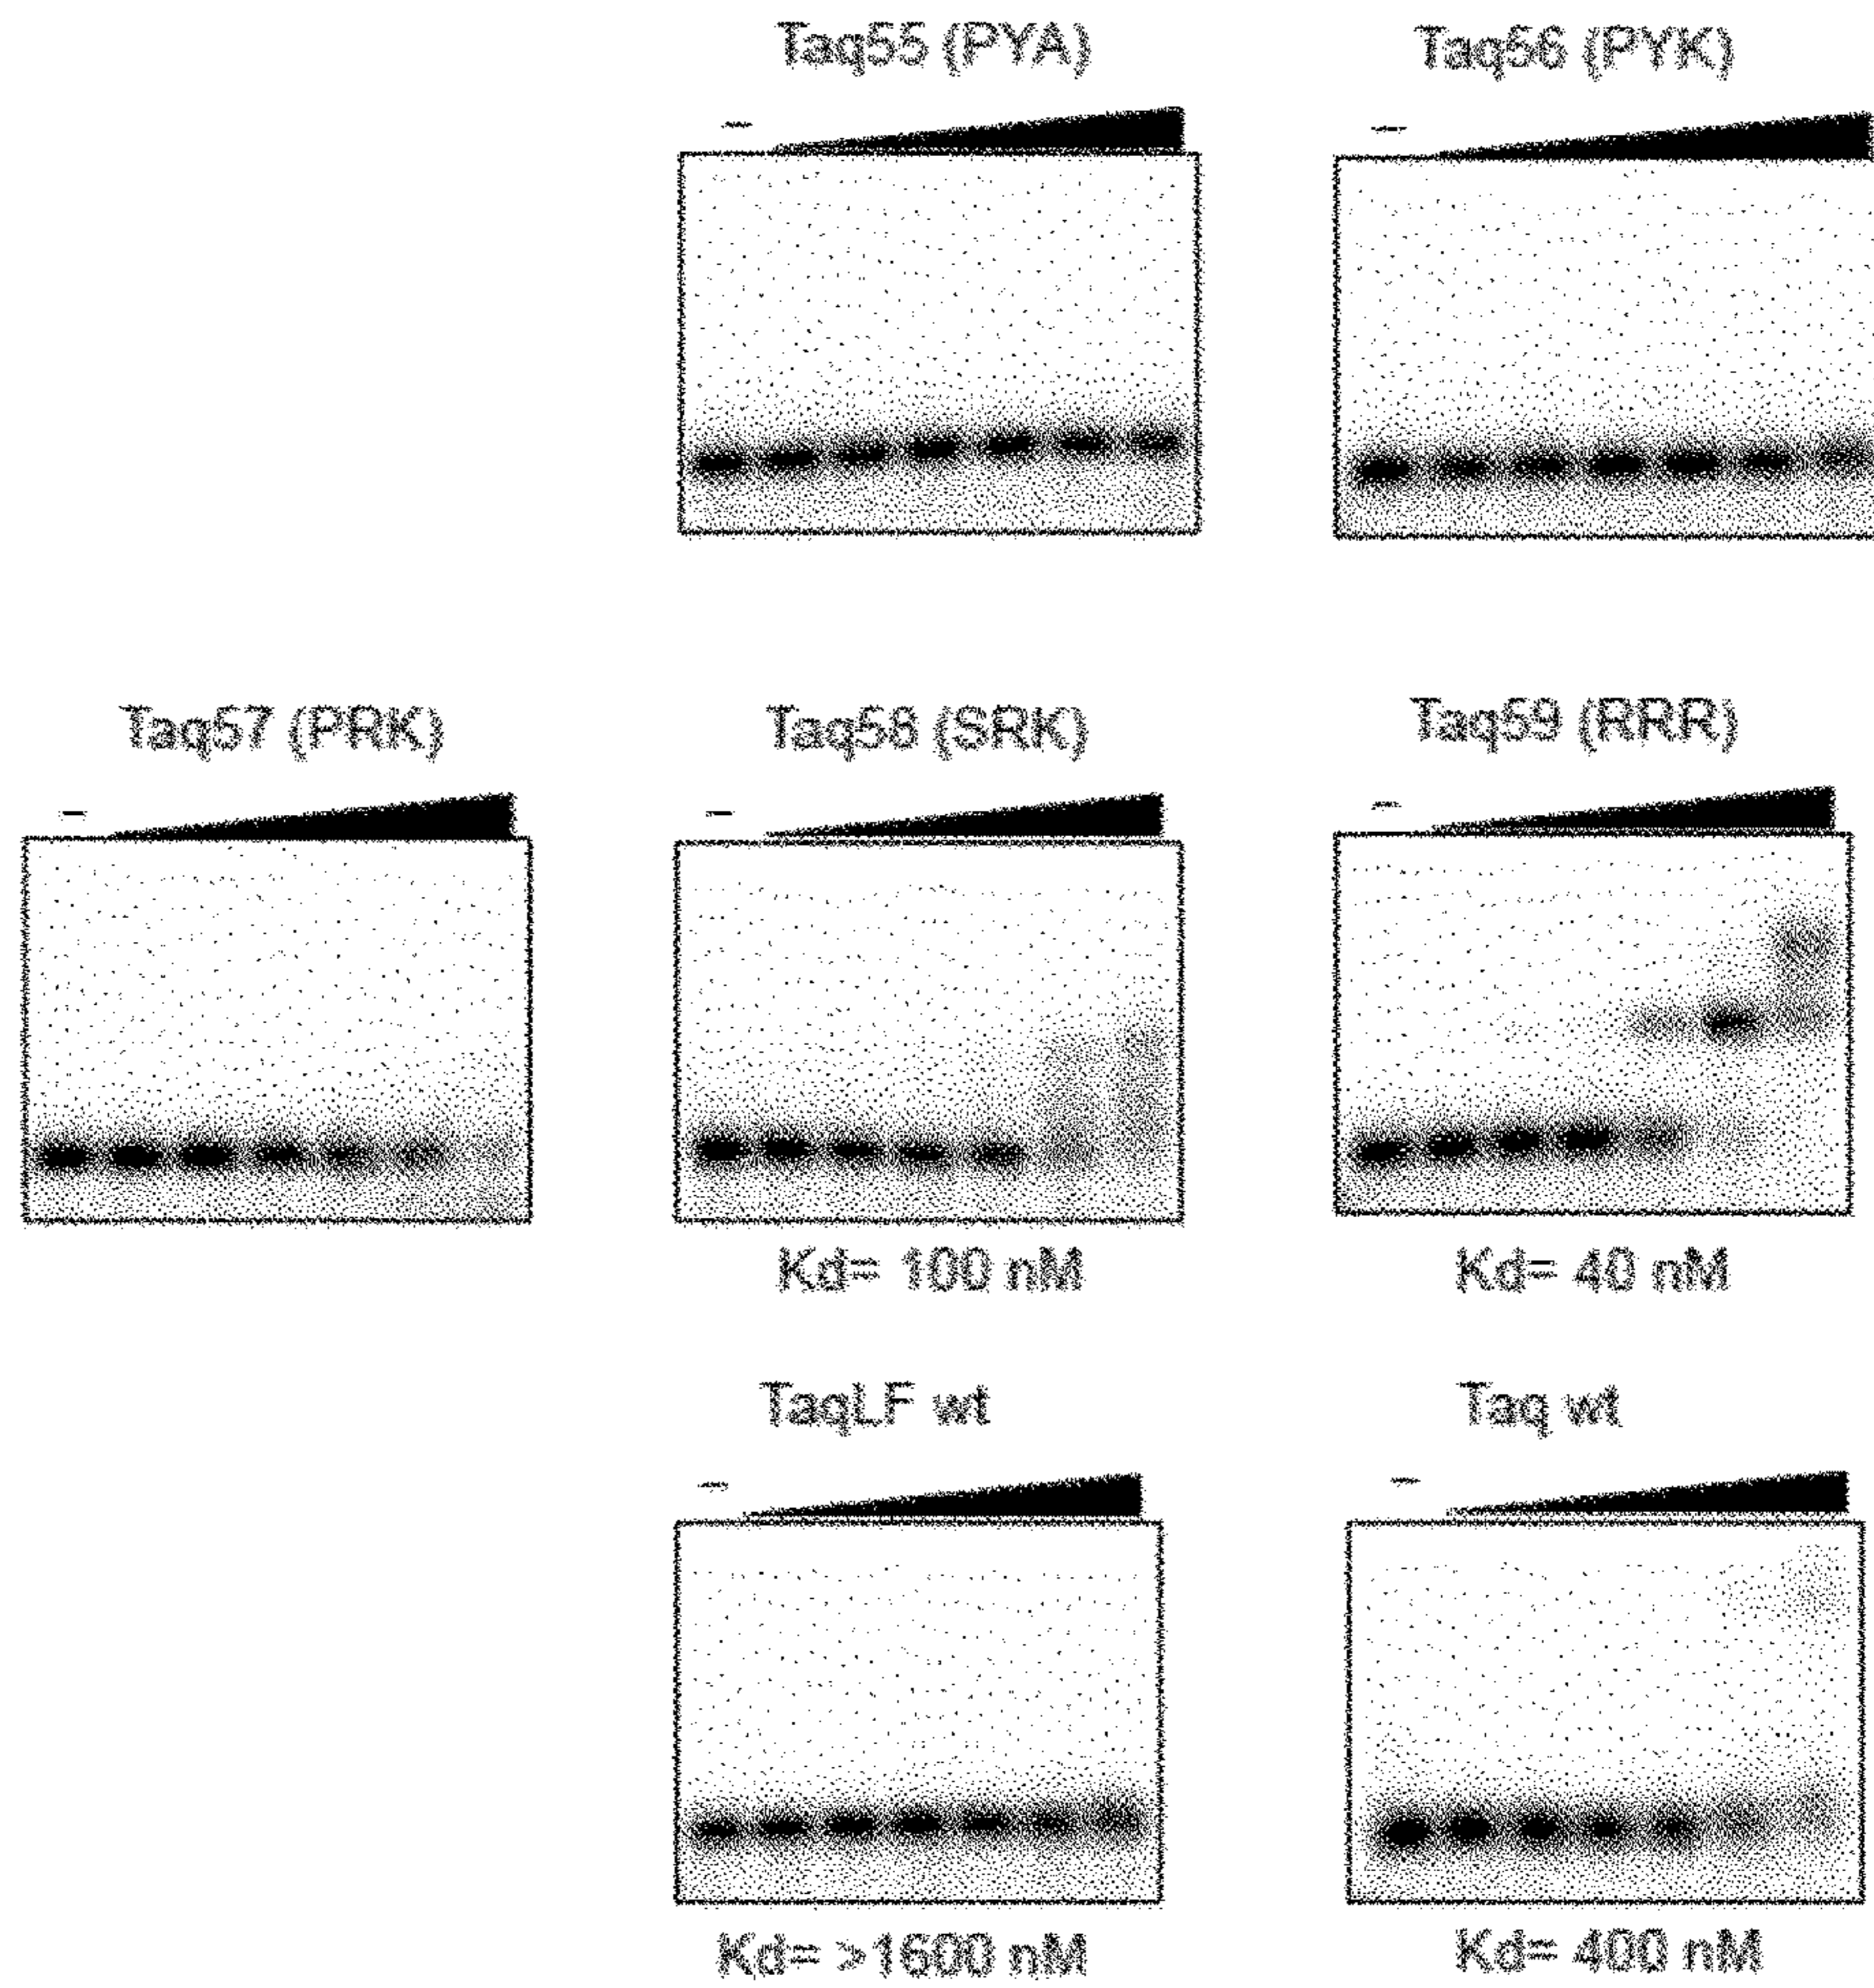 Taq55 (PYA)
Taq56 (PYK)
–
–
Taq57 (PRK)
Taq58 (SRK)
Taq59 (RRR)
–
–
–
Kd= 100 nM
Kd= 40 nM
TaqLF wt
Taq wt
–
–
Kd= >1600 nM
Kd= 400 nM